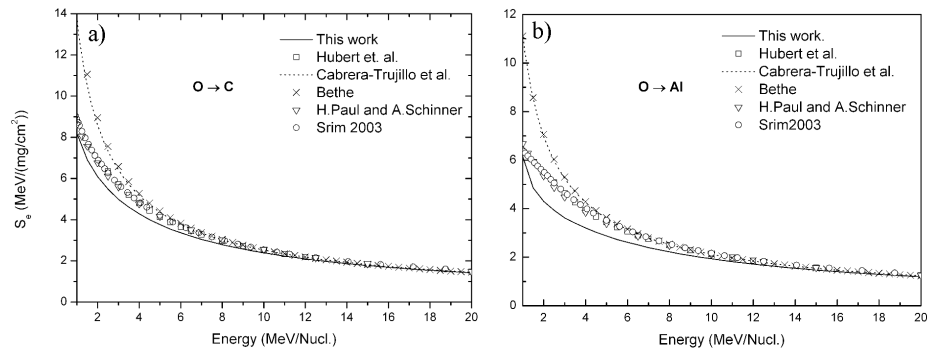 a)
O → C
This work
Hubert et. al.
Cabrera-Trujillo et al.
Bethe
H.Paul and A.Schinner
Srim 2003
14
12
10
8
6
4
2
0
S_e (MeV/(mg/cm²))
2 4 6 8 10 12 14 16 18 20
Energy (MeV/Nucl.)
b)
O → Al
This work.
Hubert et al.
Cabrera-Trujillo et al.
Bethe
H.Paul and A.Schinner
Srim2003
12
10
8
6
4
2
0
2 4 6 8 10 12 14 16 18 20
Energy (MeV/Nucl.)